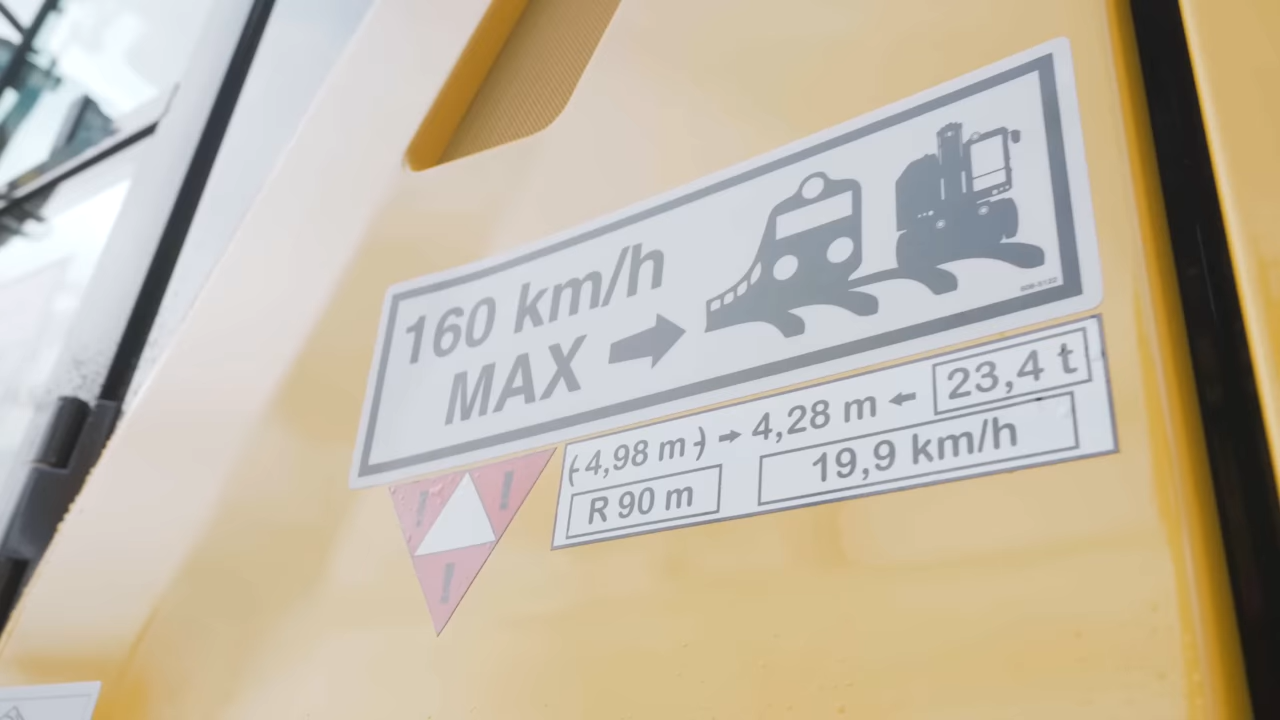 160 km/h
MAX →
(-4,98 m-) → 4,28 m ← 23,4 t
R 90 m 19,9 km/h
! !
!